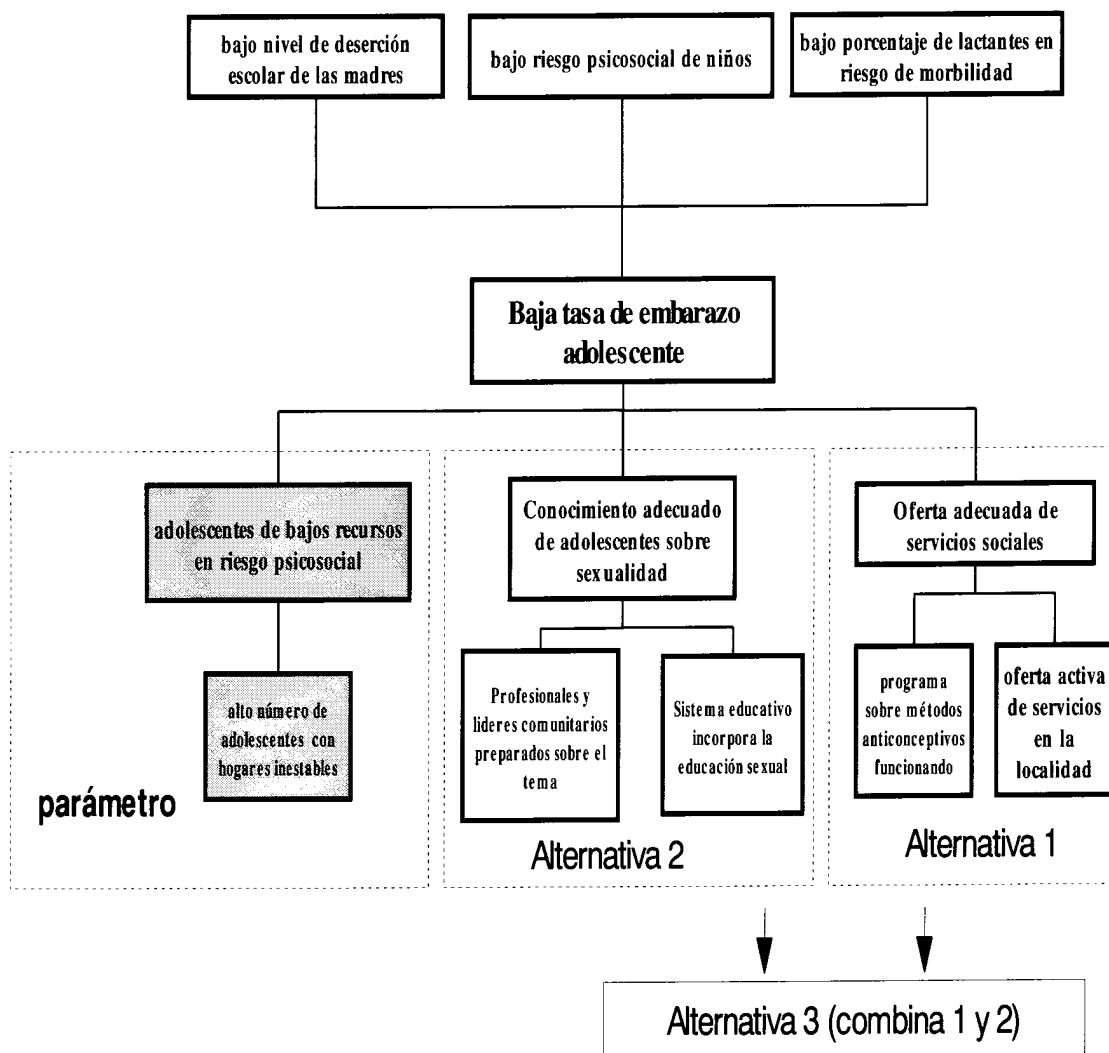 bajo nivel de deserción
escolar de las madres
bajo riesgo psicosocial de niños
bajo porcentaje de lactantes en
riesgo de morbilidad
Baja tasa de embarazo
adolescente
adolescentes de bajos recursos
en riesgo psicosocial
alto número de
adolescentes con
hogares inestables
parámetro
Conocimiento adecuado
de adolescentes sobre
sexualidad
Profesionales y
líderes comunitarios
preparados sobre el
tema
Sistema educativo
incorpora la
educación sexual
Alternativa 2
Oferta adecuada de
servicios sociales
programa
sobre métodos
anticonceptivos
funcionando
oferta activa
de servicios
en la
localidad
Alternativa 1
Alternativa 3 (combina 1 y 2)